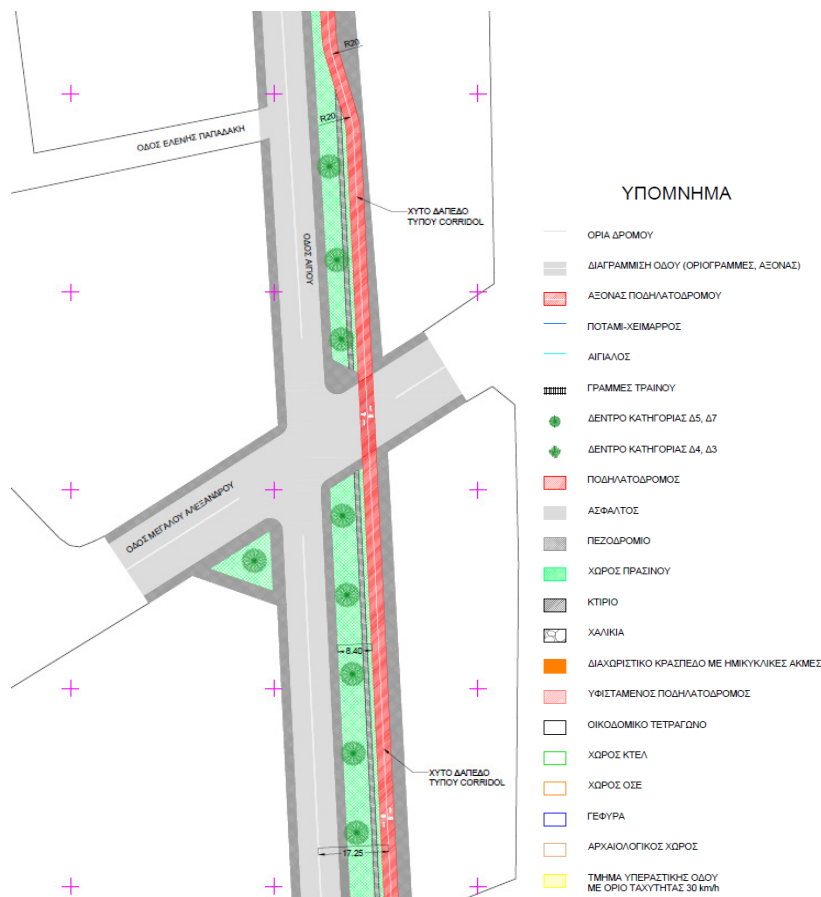 R20
R20
ΟΔΟΣ ΕΛΕΝΗΣ ΠΑΠΑΔΑΚΗ
ΧΥΤΟ ΔΑΠΕΔΟ
ΤΥΠΟΥ CORRIDOL
ΟΔΟΣ ΑΙΓΙΟΥ
ΟΔΟΣ ΜΕΓΑΛΟΥ ΑΛΕΞΑΝΔΡΟΥ
8.40
ΧΥΤΟ ΔΑΠΕΔΟ
ΤΥΠΟΥ CORRIDOL
17.25
ΥΠΟΜΝΗΜΑ
ΟΡΙΑ ΔΡΟΜΟΥ
ΔΙΑΓΡΑΜΜΙΣΗ ΟΔΟΥ (ΟΡΙΟΓΡΑΜΜΕΣ, ΑΞΟΝΑΣ)
ΑΞΟΝΑΣ ΠΟΔΗΛΑΤΟΔΡΟΜΟΥ
ΠΟΤΑΜΙ-ΧΕΙΜΑΡΡΟΣ
ΑΙΓΙΑΛΟΣ
ΓΡΑΜΜΕΣ ΤΡΑΙΝΟΥ
ΔΕΝΤΡΟ ΚΑΤΗΓΟΡΙΑΣ Δ5, Δ7
ΔΕΝΤΡΟ ΚΑΤΗΓΟΡΙΑΣ Δ4, Δ3
ΠΟΔΗΛΑΤΟΔΡΟΜΟΣ
ΑΣΦΑΛΤΟΣ
ΠΕΖΟΔΡΟΜΙΟ
ΧΩΡΟΣ ΠΡΑΣΙΝΟΥ
ΚΤΙΡΙΟ
ΧΑΛΙΚΙΑ
ΔΙΑΧΩΡΙΣΤΙΚΟ ΚΡΑΣΠΕΔΟ ΜΕ ΗΜΙΚΥΚΛΙΚΕΣ ΑΚΜΕΣ
ΥΦΙΣΤΑΜΕΝΟΣ ΠΟΔΗΛΑΤΟΔΡΟΜΟΣ
ΟΙΚΟΔΟΜΙΚΟ ΤΕΤΡΑΓΩΝΟ
ΧΩΡΟΣ ΚΤΕΛ
ΧΩΡΟΣ ΟΣΕ
ΓΕΦΥΡΑ
ΑΡΧΑΙΟΛΟΓΙΚΟΣ ΧΩΡΟΣ
ΤΜΗΜΑ ΥΠΕΡΑΣΤΙΚΗΣ ΟΔΟΥ
ΜΕ ΟΡΙΟ ΤΑΧΥΤΗΤΑΣ 30 km/h